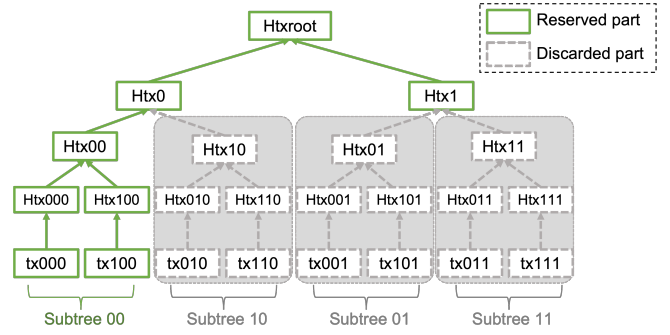 Htxroot
Reserved part
Discarded part
Htx0
Htx1
Htx00
Htx10
Htx01
Htx11
Htx000
Htx100
Htx010
Htx110
Htx001
Htx101
Htx011
Htx111
tx000
tx100
tx010
tx110
tx001
tx101
tx011
tx111
Subtree 00
Subtree 10
Subtree 01
Subtree 11